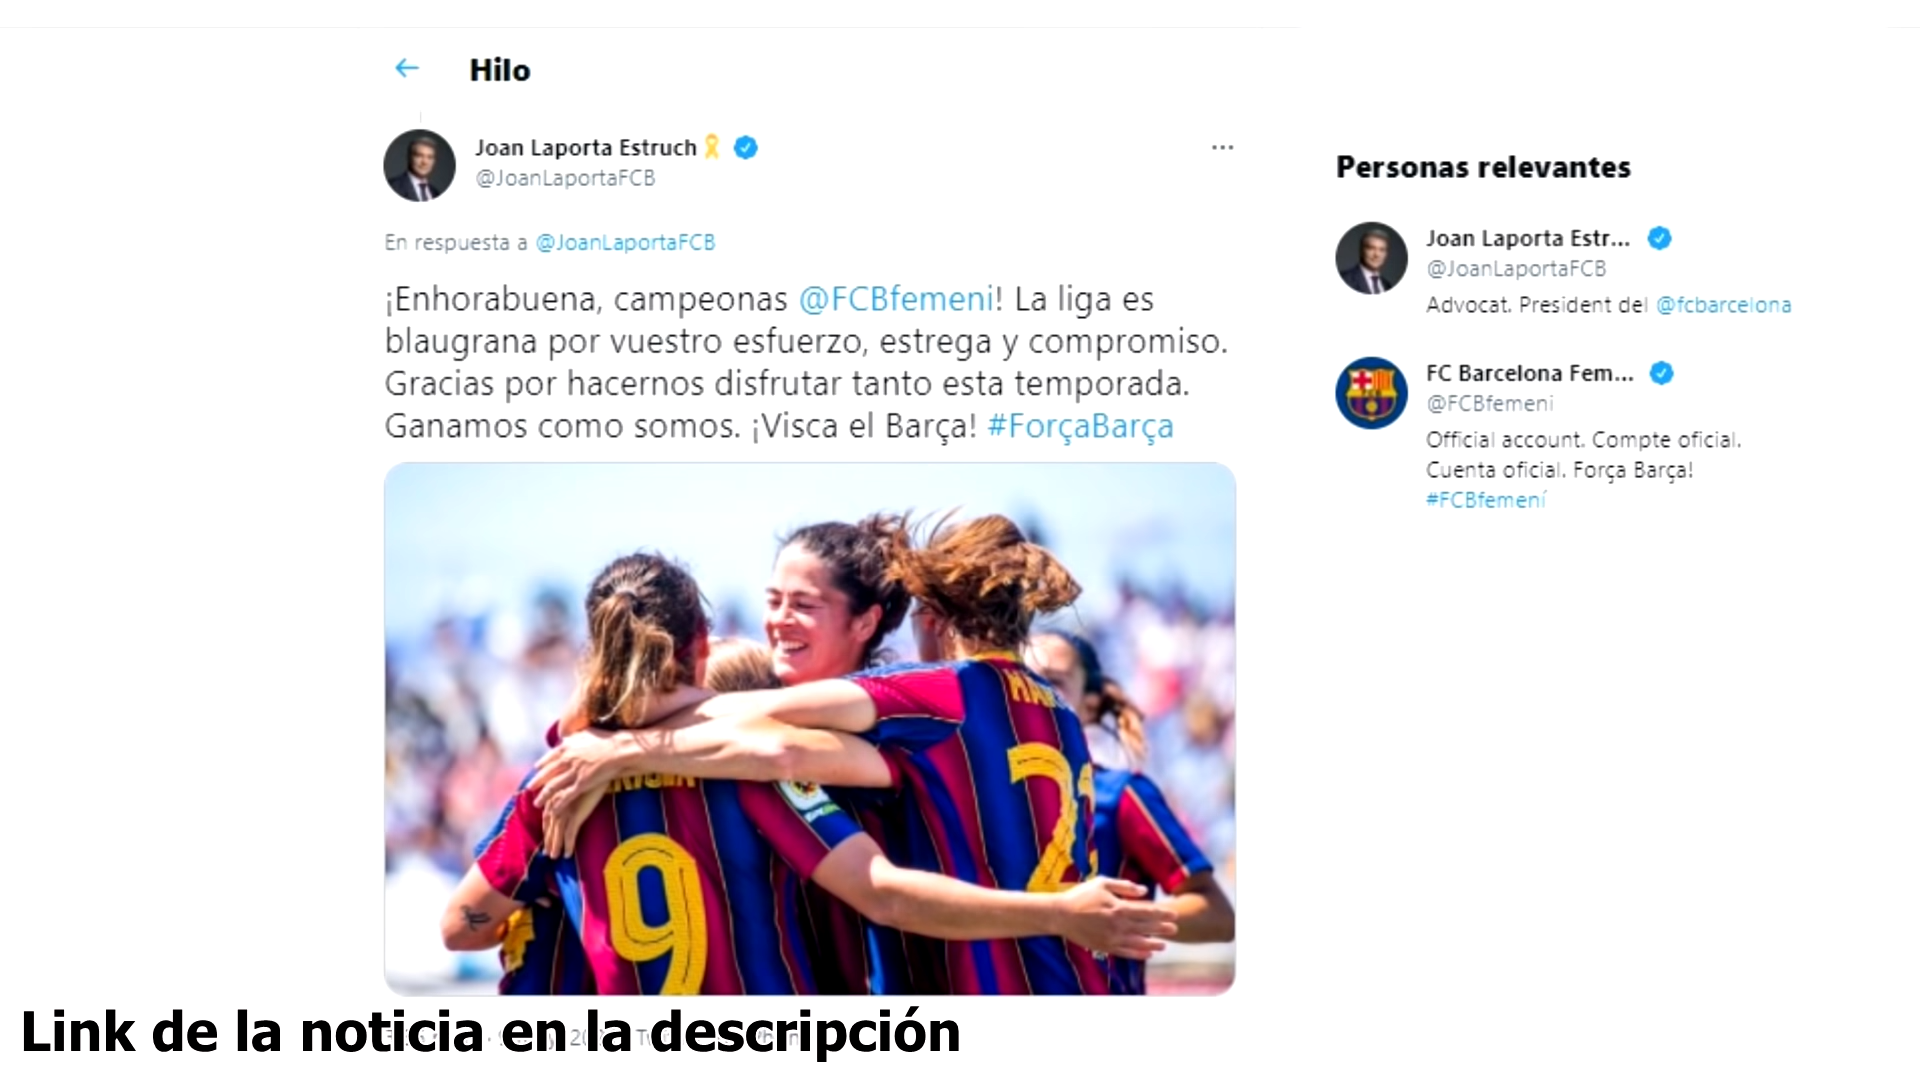 Hilo
Joan Laporta Estruch
@JoanLaportaFCB
En respuesta a @JoanLaportaFCB
¡Enhorabuena, campeonas @FCBfemeni! La liga es
blaugrana por vuestro esfuerzo, estrega y compromiso.
Gracias por hacernos disfrutar tanto esta temporada.
Ganamos como somos. ¡Visca el Barça! #ForçaBarça
9
2
Link de la noticia en la descripción
Personas relevantes
Joan Laporta Estr...
@JoanLaportaFCB
Advocat. President del @fcbarcelona
FC Barcelona Fem...
@FCBfemeni
Official account. Compte oficial.
Cuenta oficial. Força Barça!
#FCBfemení